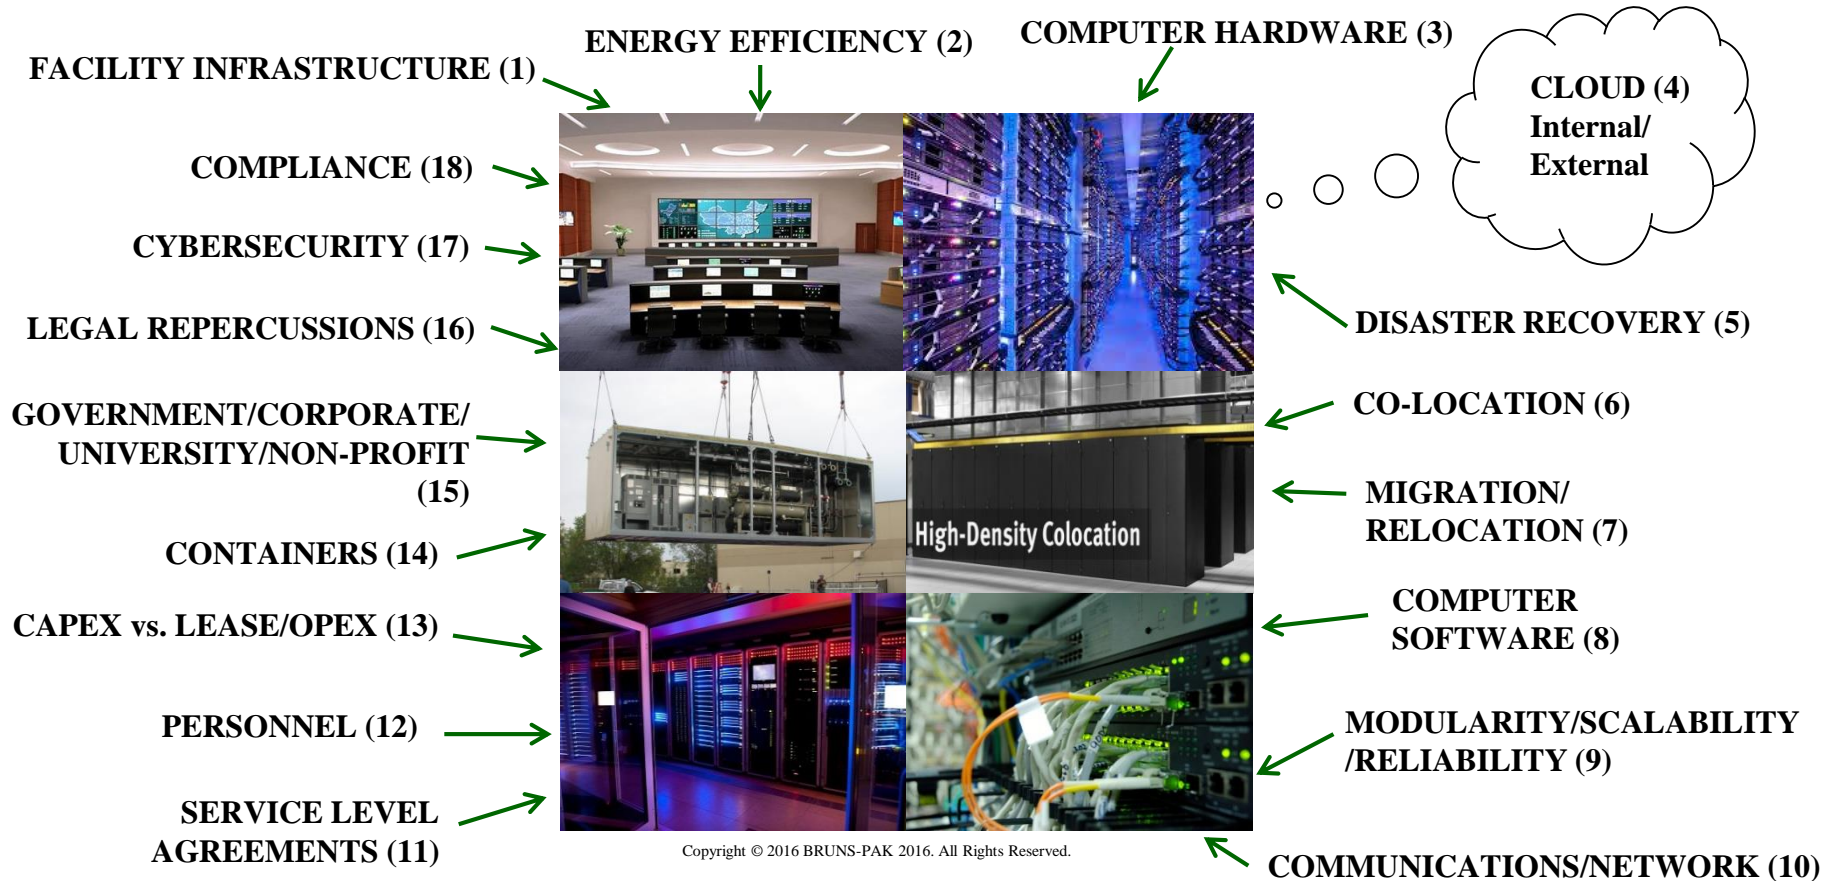 FACILITY INFRASTRUCTURE (1)
ENERGY EFFICIENCY (2)
COMPUTER HARDWARE (3)
CLOUD (4)
Internal/
External
DISASTER RECOVERY (5)
CO-LOCATION (6)
MIGRATION/
RELOCATION (7)
COMPUTER
SOFTWARE (8)
MODULARITY/SCALABILITY
/RELIABILITY (9)
COMMUNICATIONS/NETWORK (10)
SERVICE LEVEL
AGREEMENTS (11)
PERSONNEL (12)
CAPEX vs. LEASE/OPEX (13)
CONTAINERS (14)
GOVERNMENT/CORPORATE/
UNIVERSITY/NON-PROFIT
(15)
LEGAL REPERCUSSIONS (16)
CYBERSECURITY (17)
COMPLIANCE (18)
High-Density Colocation
Copyright © 2016 BRUNS-PAK 2016. All Rights Reserved.